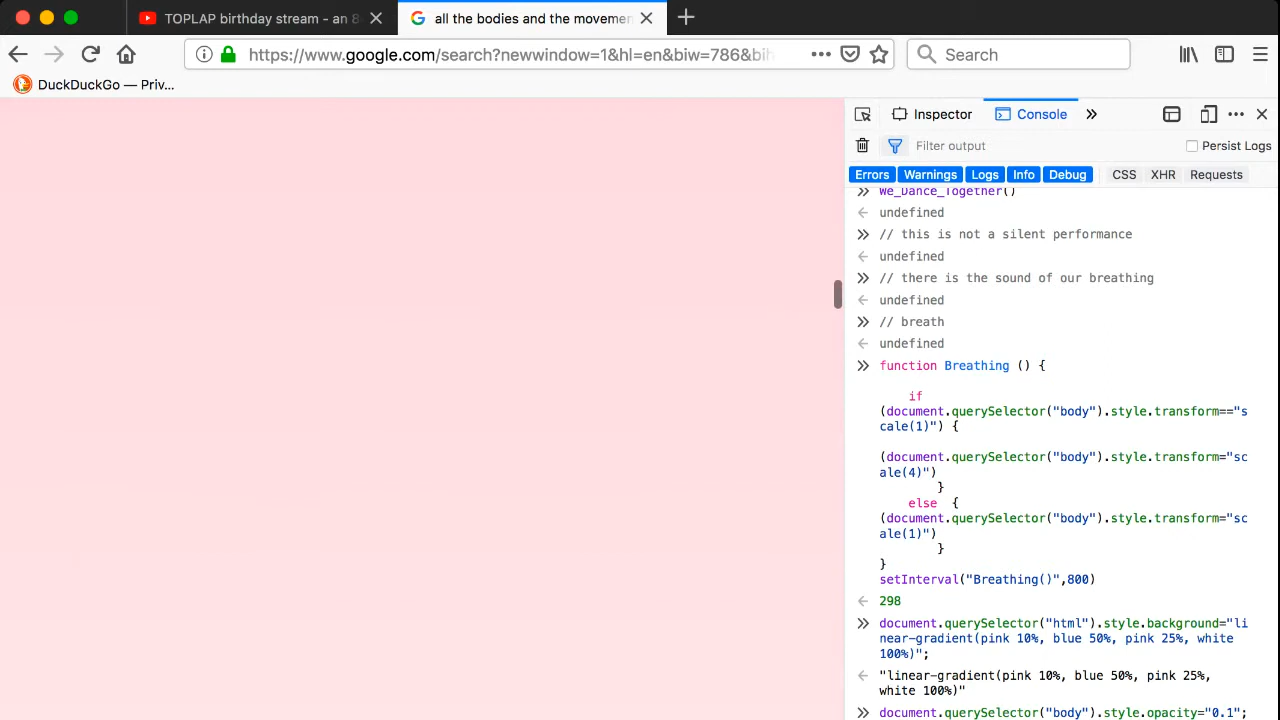 TOPLAP birthday stream - an 8
all the bodies and the movemen
https://www.google.com/search?newwindow=1&hl=en&biw=786&bih
Search
DuckDuckGo — Priv...
Inspector
Console
Filter output
Persist Logs
Errors
Warnings
Logs
Info
Debug
CSS
XHR
Requests
We_Dance_Together()
undefined
// this is not a silent performance
undefined
// there is the sound of our breathing
undefined
// breath
undefined
function Breathing () {
if
(document.querySelector("body").style.transform=="s
cale(1)") {
(document.querySelector("body").style.transform="sc
ale(4)")
}
else {
(document.querySelector("body").style.transform="sc
ale(1)")
}
}
setInterval("Breathing()",800)
298
document.querySelector("html").style.background="li
near-gradient(pink 10%, blue 50%, pink 25%, white
100%)";
"linear-gradient(pink 10%, blue 50%, pink 25%,
white 100%)"
document.querySelector("body").style.opacity="0.1";